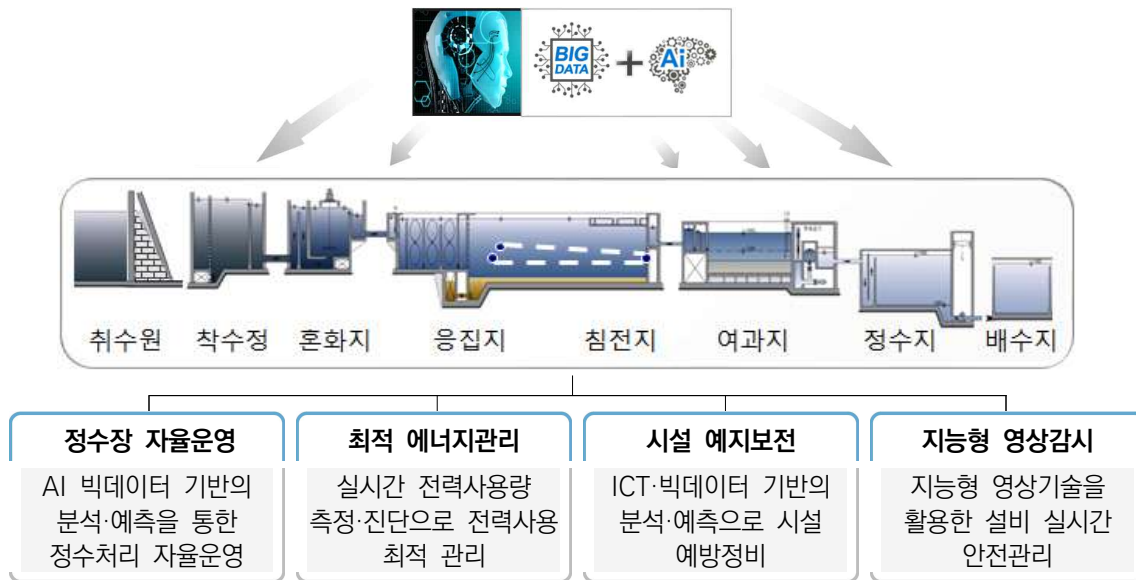 BIG
DATA
Ai
취수원 착수정 혼화지 응집지 침전지 여과지 정수지 배수지
정수장 자율운영
AI 빅데이터 기반의
분석·예측을 통한
정수처리 자율운영
최적 에너지관리
실시간 전력사용량
측정·진단으로 전력사용
최적 관리
시설 예지보전
ICT·빅데이터 기반의
분석·예측으로 시설
예방정비
지능형 영상감시
지능형 영상기술을
활용한 설비 실시간
안전관리